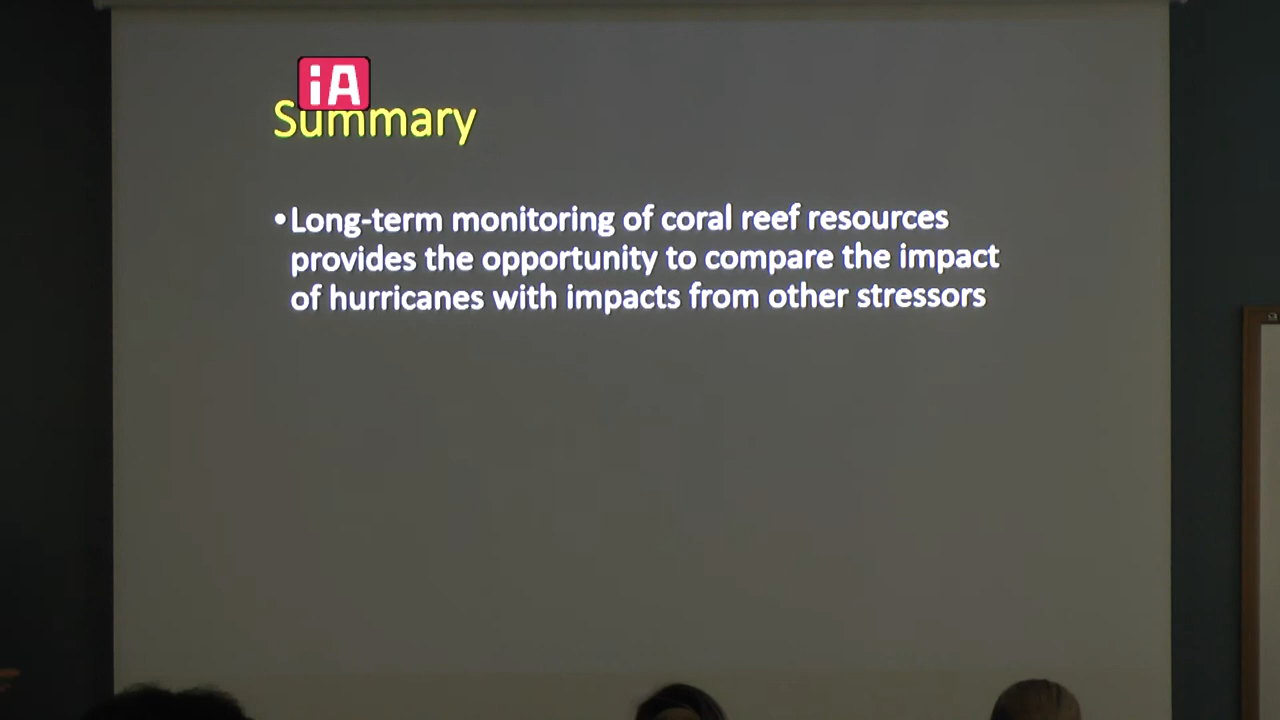 iA
Summary
•Long-term monitoring of coral reef resources
provides the opportunity to compare the impact
of hurricanes with impacts from other stressors